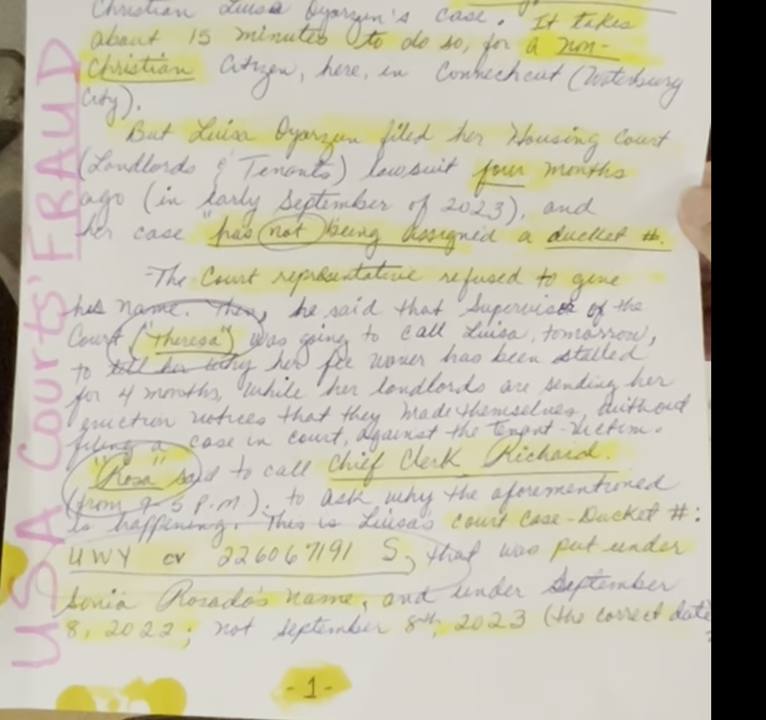 Christian Luisa Oyarzun's case. It takes
about 15 minutes to do so, for a non-
Christian Citizen, here, in Connecticut (Waterbury
City).
But Luisa Oyarzun filed her Housing Court
(Landlords & Tenants) lawsuit four months
ago (in early September of 2023), and
her case "has not being assigned a ducket #.
-The Court representative refused to give
his name. Then, he said that Supervisor of the
Court ("Theresa") was going to call Luisa, tomorrow,
to tell her why her fee waver has been stalled
for 4 months, while her landlords are sending her
eviction notices that they made themselves, without
filing a case in court, against the tenant-victim.
"Rosa" said to call Chief Clerk Richard.
(from 9-5 P.M), to ask why the aforementioned
is happening. This is Luisa's court Case-Ducket #:
UWY cv 226067191 S, that was put under
Sonia Rosado's name, and under September
8, 2022; not September 8th, 2023 (the correct date
USA Courts' FRAUD
-1-